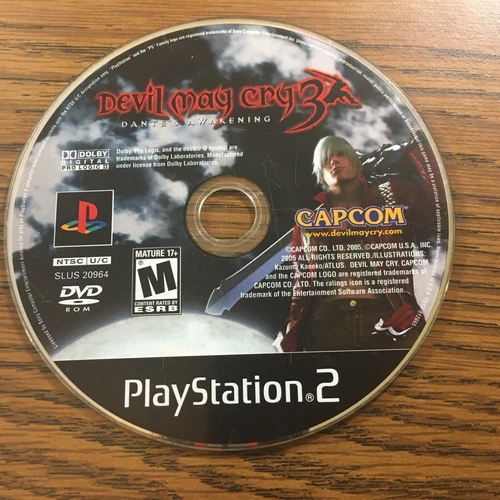 Devil may cry 3
DANTE'S AWAKENING
DOLBY
DIGITAL
PRO LOGIC II
Dolby, Pro Logic, and the double-D symbol are
trademarks of Dolby Laboratories. Manufactured
under license from Dolby Laboratories.
CAPCOM
www.devilmaycry.com
NTSC U/C
SLUS 20964
DVD
ROM
MATURE 17+
M
CONTENT RATED BY
ESRB
©CAPCOM CO., LTD. 2005, ©CAPCOM U.S.A., INC.
2005 ALL RIGHTS RESERVED. ILLUSTRATIONS:
Kazuma Kaneko/ATLUS. DEVIL MAY CRY, CAPCOM
and the CAPCOM LOGO are registered trademarks of
CAPCOM CO., LTD. The ratings icon is a registered
trademark of the Entertainment Software Association.
PlayStation®2